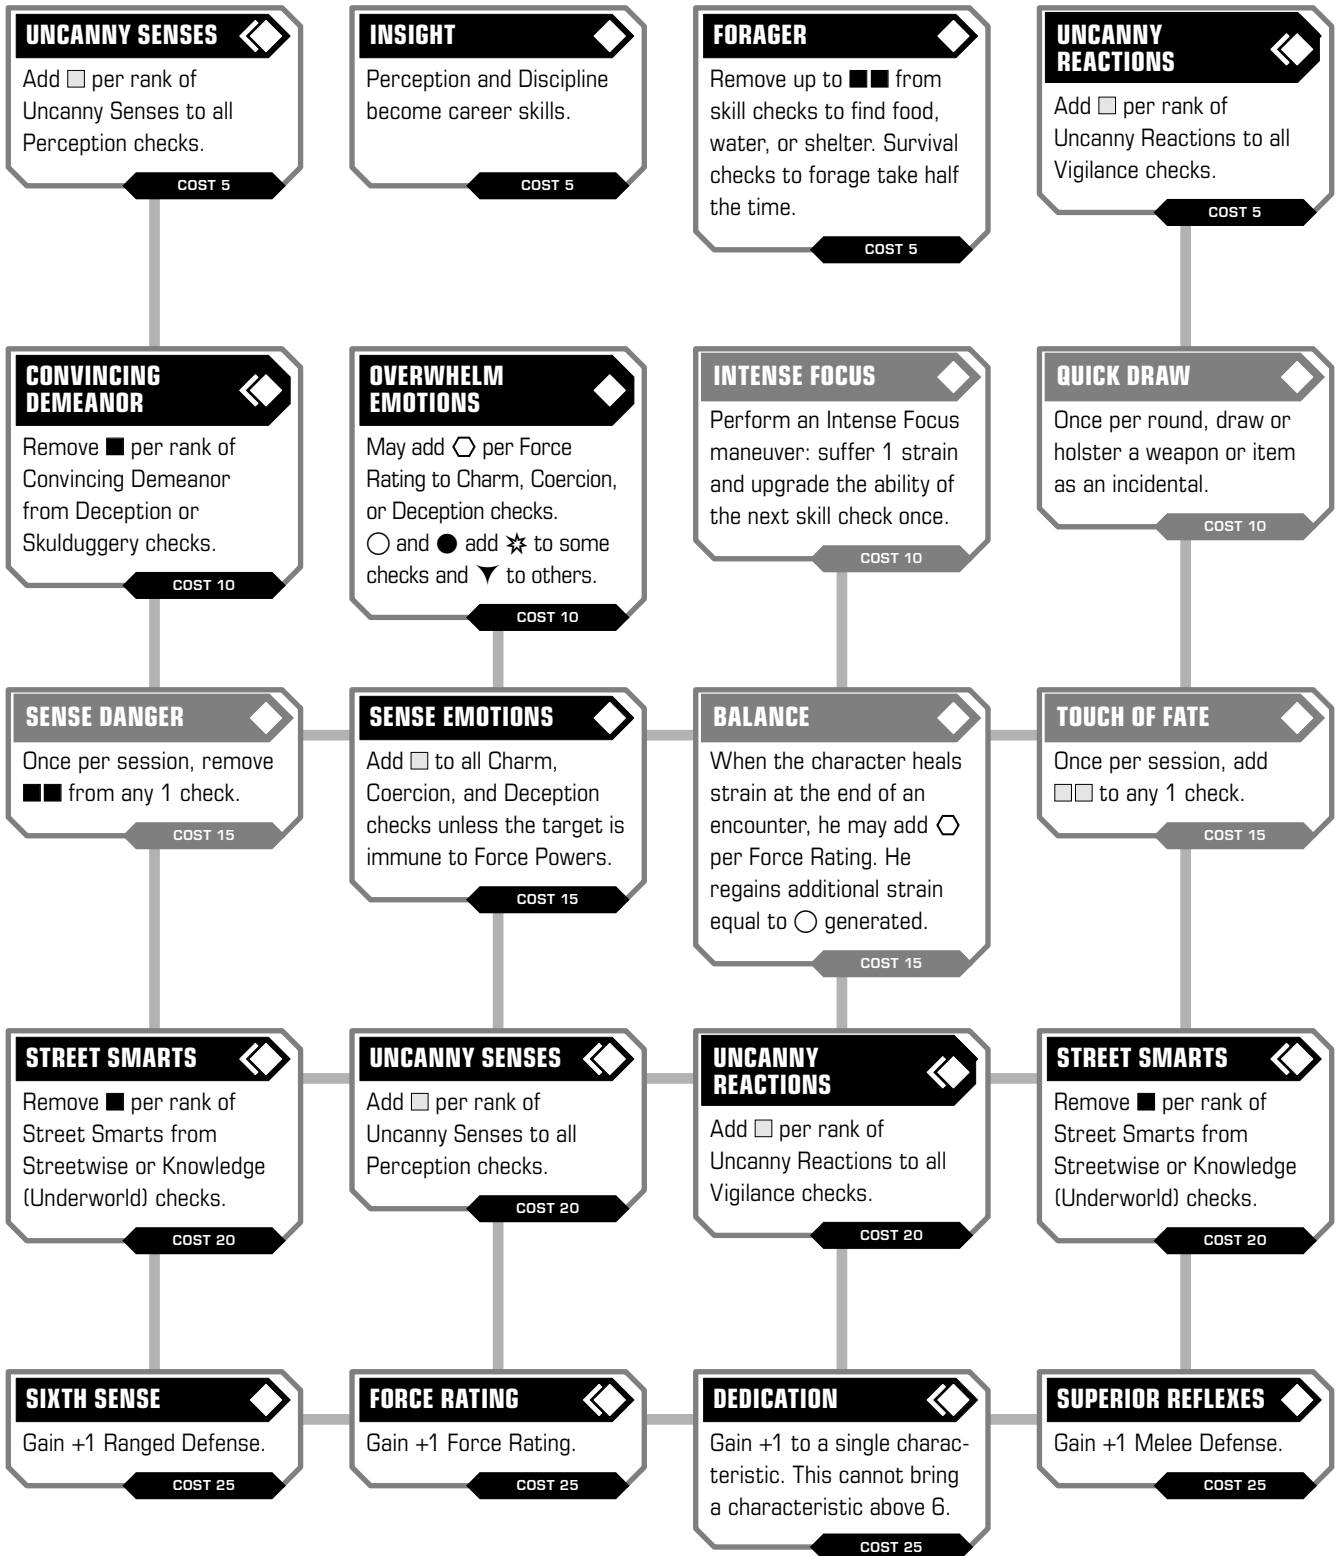 UNCANNY SENSES
Add per rank of
Uncanny Senses to all
Perception checks.
COST 5
INSIGHT
Perception and Discipline
become career skills.
COST 5
FORAGER
Remove up to ■■ from
skill checks to find food,
water, or shelter. Survival
checks to forage take half
the time.
COST 5
UNCANNY
REACTIONS
Add □ per rank of
Uncanny Reactions to all
Vigilance checks.
COST 5
CONVINCING
DEMEANOR
Remove ■ per rank of
Convincing Demeanor
from Deception or
Skulduggery checks.
COST 10
OVERWHELM
EMOTIONS
May add ⬡ per Force
Rating to Charm, Coercion,
or Deception checks.
○ and ● add to some
checks and to others.
COST 10
INTENSE FOCUS
Perform an Intense Focus
maneuver: suffer 1 strain
and upgrade the ability of
the next skill check once.
COST 10
QUICK DRAW
Once per round, draw or
holster a weapon or item
as an incidental.
COST 10
SENSE DANGER
Once per session, remove
■■ from any 1 check.
COST 15
SENSE EMOTIONS
Add □ to all Charm,
Coercion, and Deception
checks unless the target is
immune to Force Powers.
COST 15
BALANCE
When the character heals
strain at the end of an
encounter, he may add ⬡
per Force Rating. He
regains additional strain
equal to ○ generated.
COST 15
TOUCH OF FATE
Once per session, add
□□ to any 1 check.
COST 15
STREET SMARTS
Remove ■ per rank of
Street Smarts from
Streetwise or Knowledge
(Underworld) checks.
COST 20
UNCANNY SENSES
Add □ per rank of
Uncanny Senses to all
Perception checks.
COST 20
UNCANNY
REACTIONS
Add □ per rank of
Uncanny Reactions to all
Vigilance checks.
COST 20
STREET SMARTS
Remove ■ per rank of
Street Smarts from
Streetwise or Knowledge
(Underworld) checks.
COST 20
SIXTH SENSE
Gain +1 Ranged Defense.
COST 25
FORCE RATING
Gain +1 Force Rating.
COST 25
DEDICATION
Gain +1 to a single charac-
teristic. This cannot bring
a characteristic above 6.
COST 25
SUPERIOR REFLEXES
Gain +1 Melee Defense.
COST 25